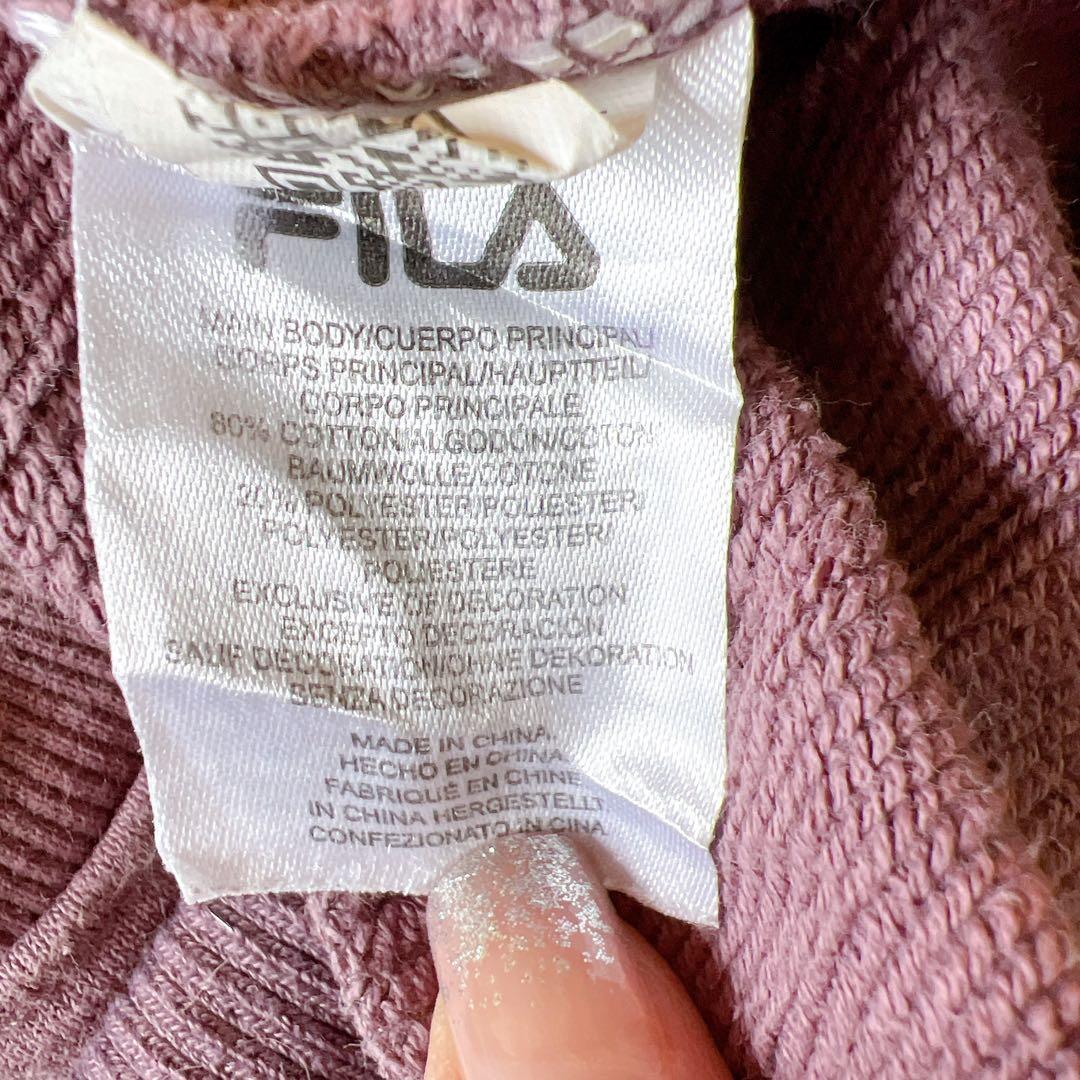 FILA
MAIN BODY/CUERPO PRINCIPAL/
CORPS PRINCIPAL/HAUPTTEIL/
CORPO PRINCIPALE
80% COTTON/ALGODÓN/COTON/
BAUMWOLLE/COTONE
20% POLYESTER/POLIÉSTER/
POLYESTER/POLYESTER/
POLIESTERE
EXCLUSIVE OF DECORATION
EXCEPTO DECORACIÓN
SAUF DÉCORATION/OHNE DEKORATION
SENZA DECORAZIONE
MADE IN CHINA.
HECHO EN CHINA
FABRIQUÉ EN CHINE
IN CHINA HERGESTELLT
CONFEZIONATO IN CINA